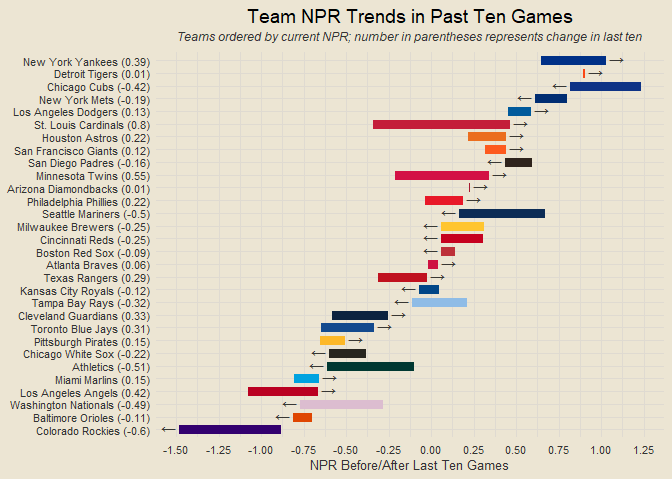 Team NPR Trends in Past Ten Games
Teams ordered by current NPR; number in parentheses represents change in last ten
New York Yankees (0.39)
Detroit Tigers (0.01)
Chicago Cubs (-0.42)
New York Mets (-0.19)
Los Angeles Dodgers (0.13)
St. Louis Cardinals (0.8)
Houston Astros (0.22)
San Francisco Giants (0.12)
San Diego Padres (-0.16)
Minnesota Twins (0.55)
Arizona Diamondbacks (0.01)
Philadelphia Phillies (0.22)
Seattle Mariners (-0.5)
Milwaukee Brewers (-0.25)
Cincinnati Reds (-0.25)
Boston Red Sox (-0.09)
Atlanta Braves (0.06)
Texas Rangers (0.29)
Kansas City Royals (-0.12)
Tampa Bay Rays (-0.32)
Cleveland Guardians (0.33)
Toronto Blue Jays (0.31)
Pittsburgh Pirates (0.15)
Chicago White Sox (-0.22)
Athletics (-0.51)
Miami Marlins (0.15)
Los Angeles Angels (0.42)
Washington Nationals (-0.49)
Baltimore Orioles (-0.11)
Colorado Rockies (-0.6)
-1.50 -1.25 -1.00 -0.75 -0.50 -0.25 0.00 0.25 0.50 0.75 1.00 1.25
NPR Before/After Last Ten Games